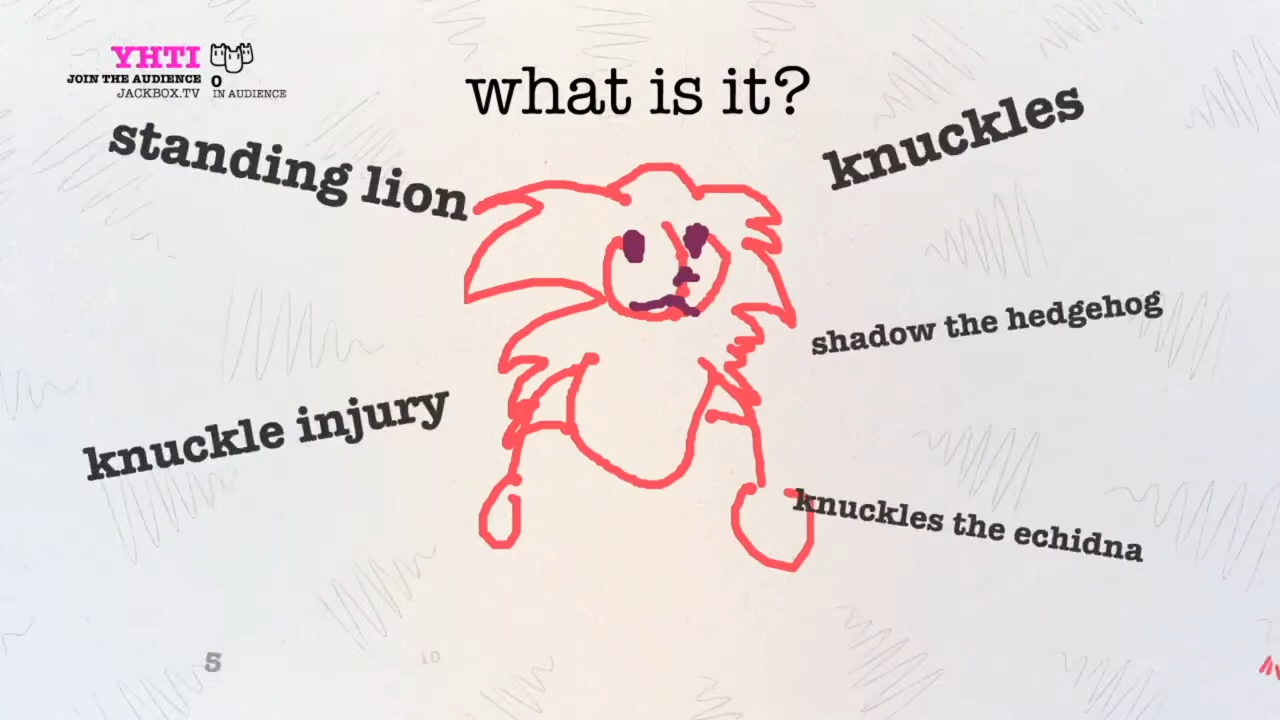 YHTI
JOIN THE AUDIENCE
JACKBOX.TV
0
IN AUDIENCE
what is it?
standing lion
knuckles
shadow the hedgehog
knuckle injury
knuckles the echidna
5
10